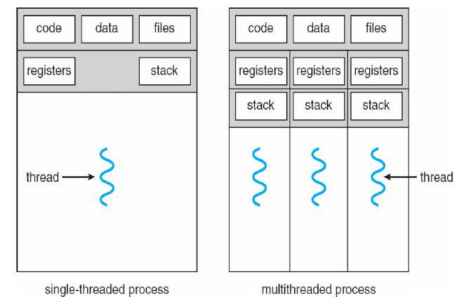 code data files
registers stack
thread
single-threaded process
code data files
registers registers registers
stack stack stack
thread
multithreaded process